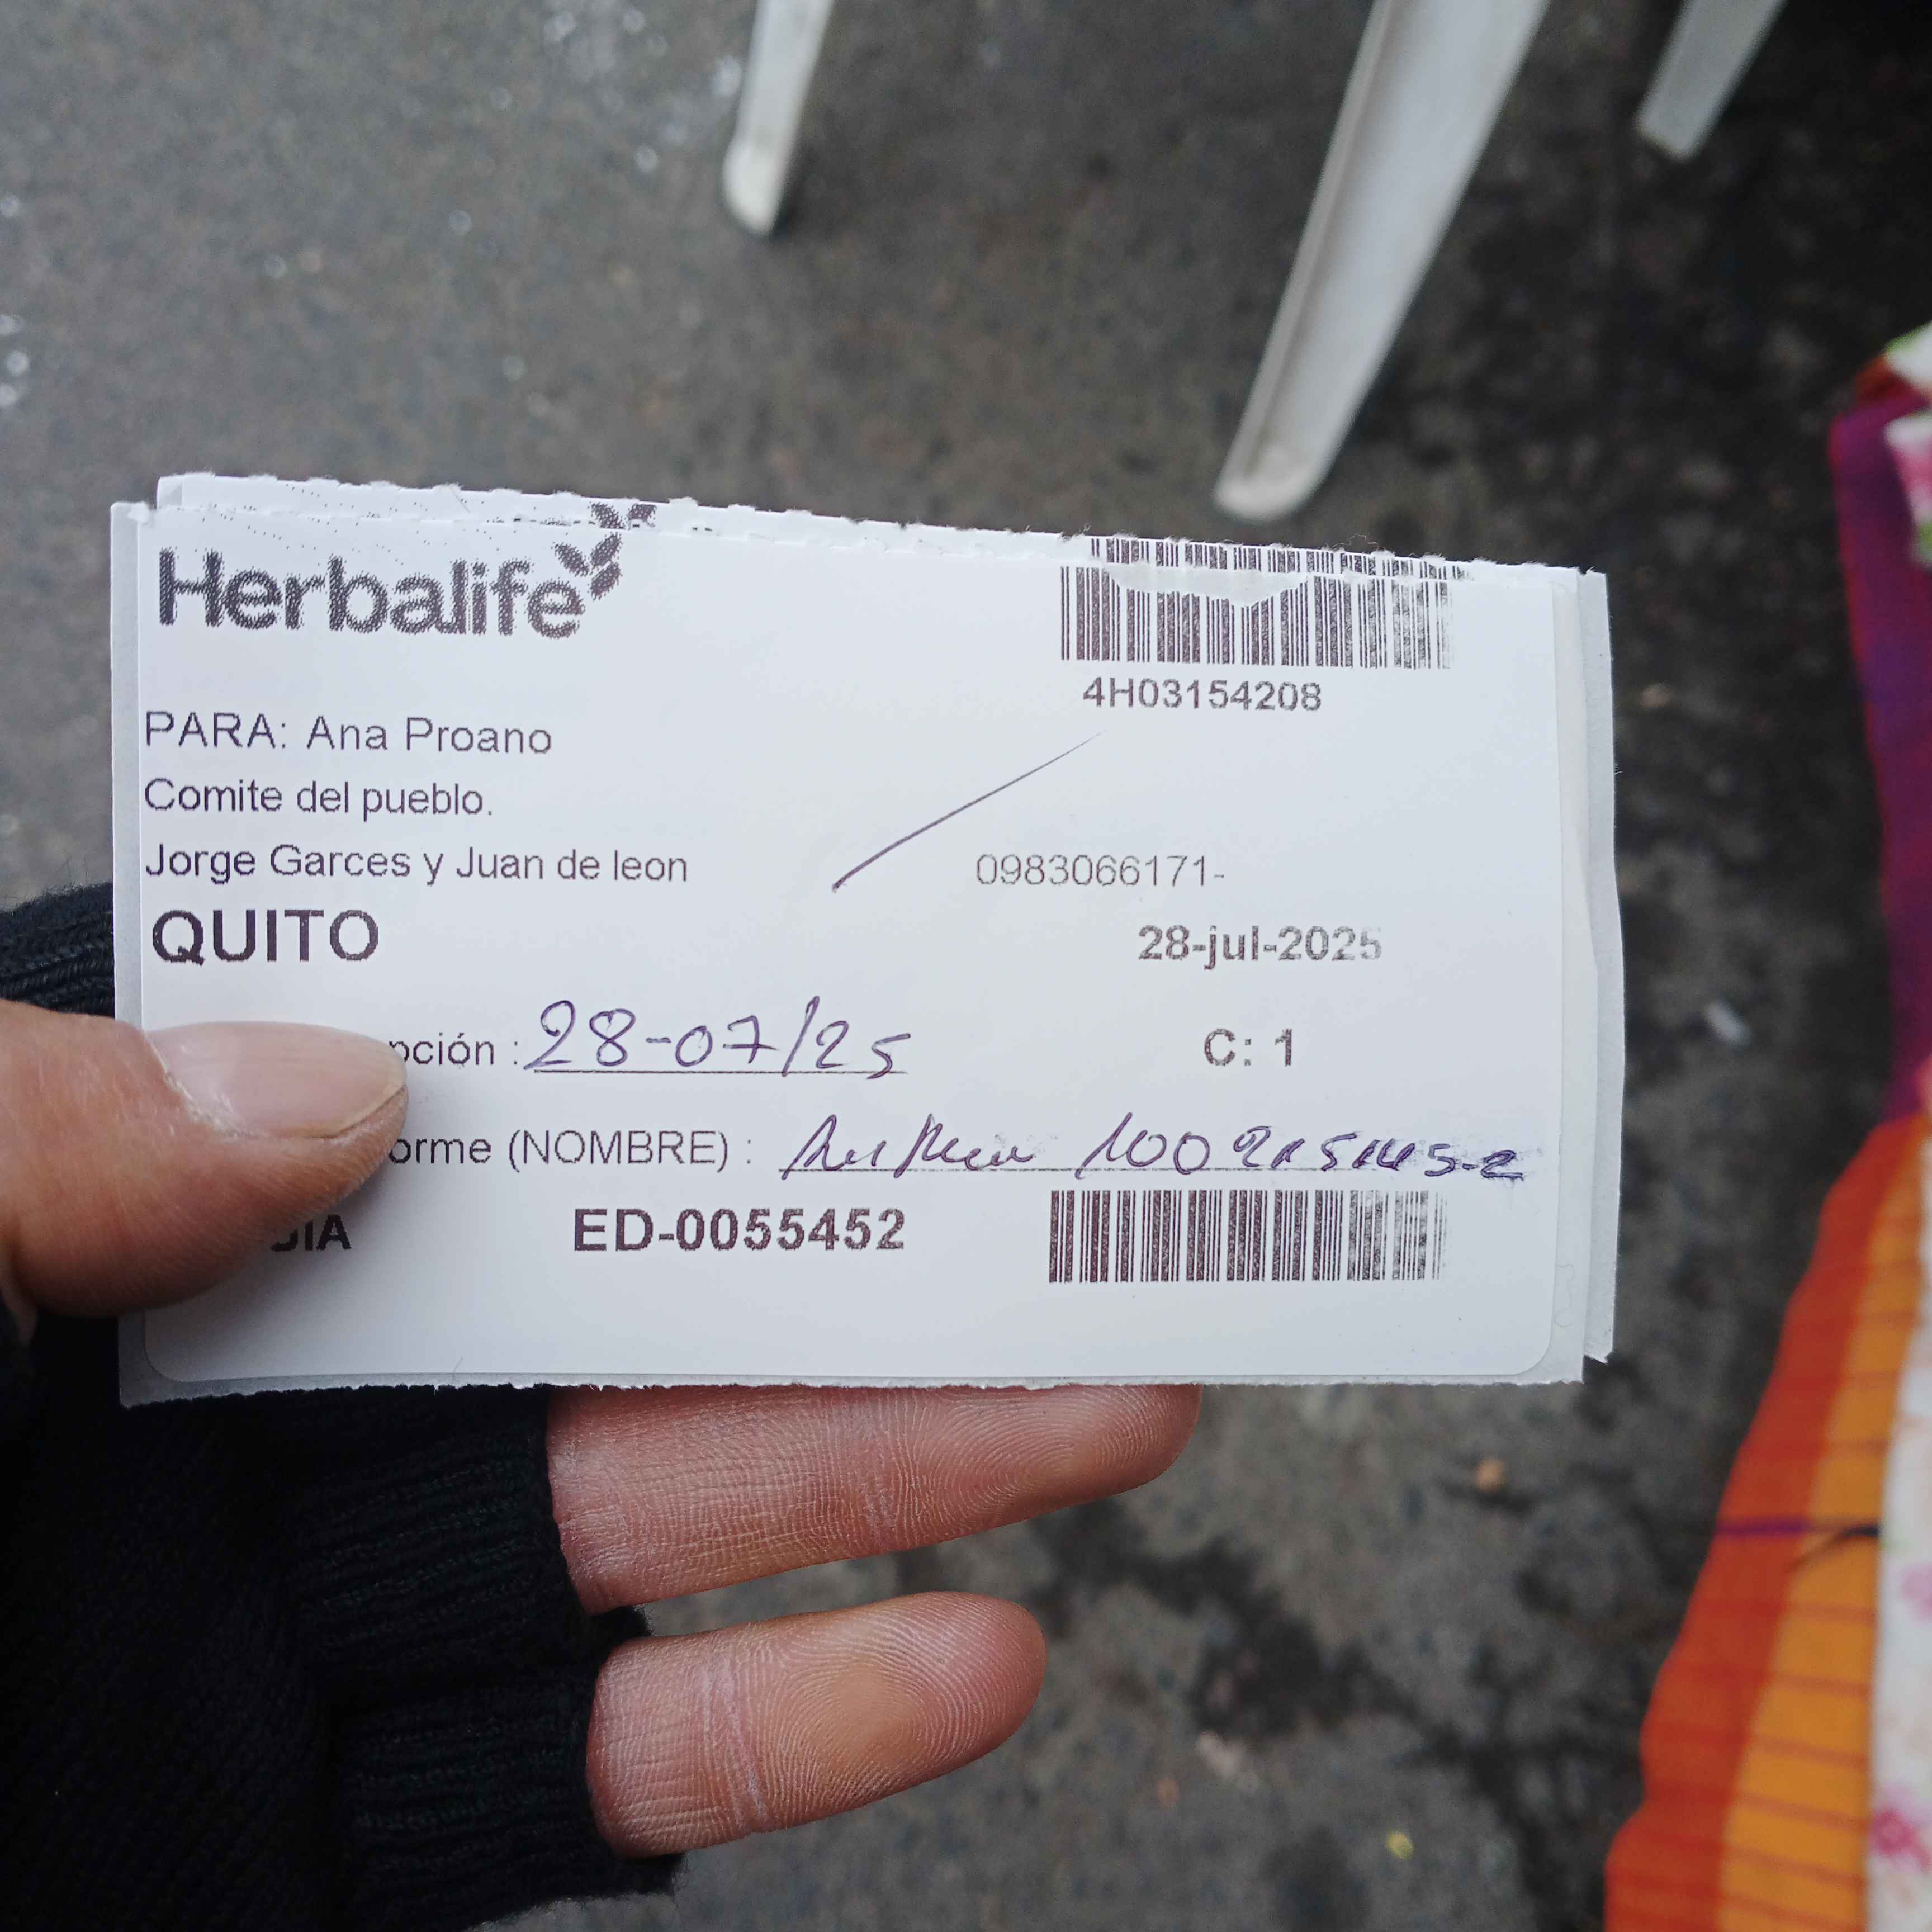 Herbalife
4H03154208
PARA: Ana Proano
Comite del pueblo.
Jorge Garces y Juan de leon 0983066171-
QUITO 28-jul-2025
pción : 28-07/25 C: 1
orme (NOMBRE) :
ED-0055452